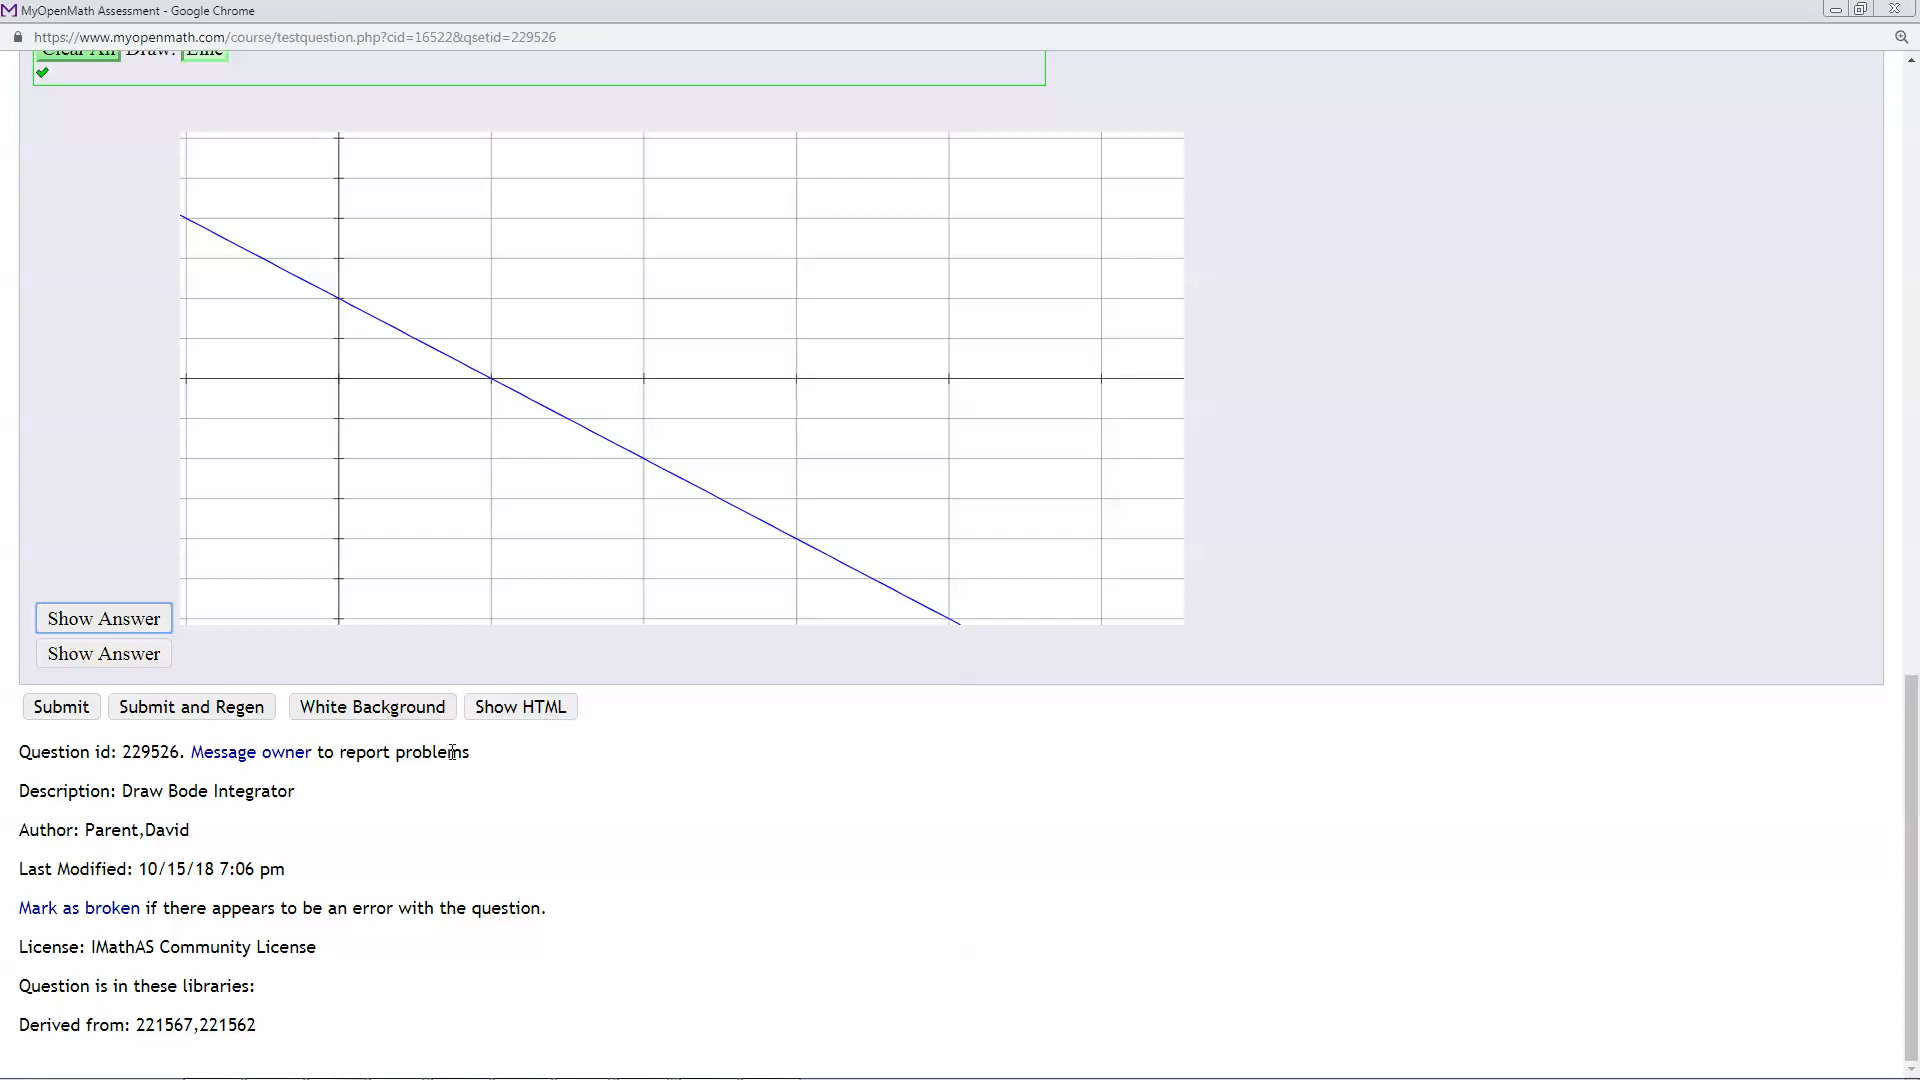 MyOpenMath Assessment - Google Chrome
https://www.myopenmath.com/course/testquestion.php?cid=16522&qsetid=229526
Clear All Draw: Line
Show Answer
Show Answer
Submit Submit and Regen White Background Show HTML
Question id: 229526. Message owner to report problems
Description: Draw Bode Integrator
Author: Parent,David
Last Modified: 10/15/18 7:06 pm
Mark as broken if there appears to be an error with the question.
License: IMathAS Community License
Question is in these libraries:
Derived from: 221567,221562